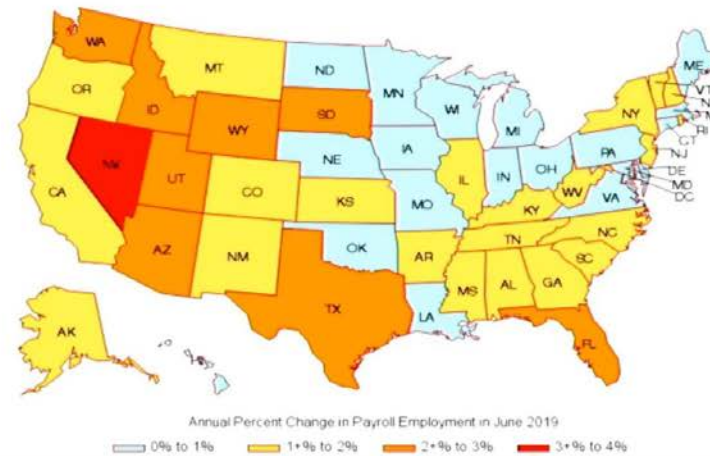 WA
MT
ND
MN
ME
VT
OR
ID
WY
SD
WI
MI
NY
RI
CT
NJ
NE
IA
PA
DE
MD
DC
CA
UT
CO
KS
IL
IN
OH
WV
VA
MO
KY
AZ
NM
OK
AR
TN
NC
SC
TX
LA
MS
AL
GA
FL
AK
Annual Percent Change in Payroll Employment in June 2019
0% to 1% 1+% to 2% 2+% to 3% 3+% to 4%